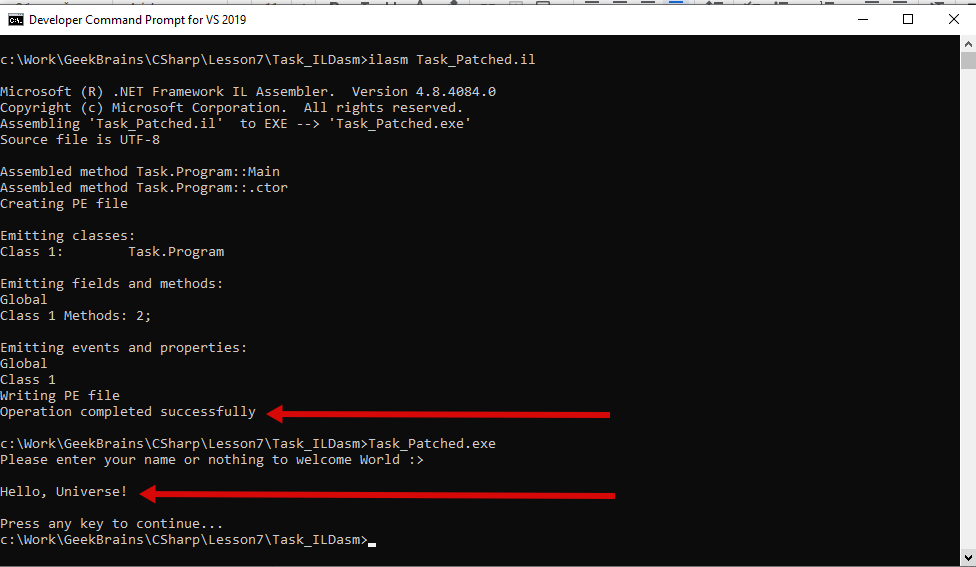 Developer Command Prompt for VS 2019
c:\Work\GeekBrains\CSharp\Lesson7\Task_ILDasm>ilasm Task_Patched.il
Microsoft (R) .NET Framework IL Assembler.  Version 4.8.4084.0
Copyright (c) Microsoft Corporation.  All rights reserved.
Assembling 'Task_Patched.il'  to EXE --> 'Task_Patched.exe'
Source file is UTF-8
Assembled method Task.Program::Main
Assembled method Task.Program::.ctor
Creating PE file
Emitting classes:
Class 1:        Task.Program
Emitting fields and methods:
Global
Class 1 Methods: 2;
Emitting events and properties:
Global
Class 1
Writing PE file
Operation completed successfully
c:\Work\GeekBrains\CSharp\Lesson7\Task_ILDasm>Task_Patched.exe
Please enter your name or nothing to welcome World :>
Hello, Universe!
Press any key to continue...
c:\Work\GeekBrains\CSharp\Lesson7\Task_ILDasm>